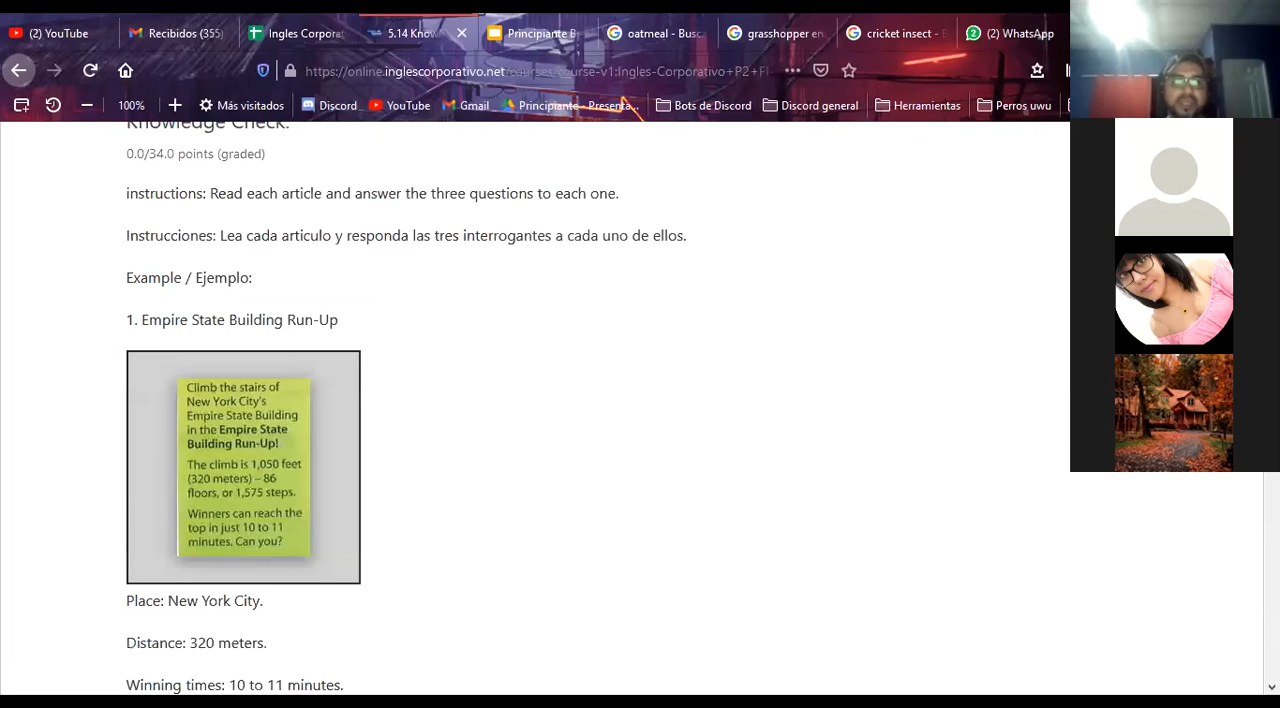 (2) YouTube
Recibidos (355)
Ingles Corporat
5.14 Know
Principiante B
oatmeal - Busca
grasshopper en
cricket insect - B
(2) WhatsApp
https://online.inglescorporativo.net/courses/course-v1:Ingles-Corporativo+P2+F
100%
Más visitados
Discord
YouTube
Gmail
Principiante - Presenta...
Bots de Discord
Discord general
Herramientas
Perros uwu
Knowledge Check.
0.0/34.0 points (graded)
instructions: Read each article and answer the three questions to each one.
Instrucciones: Lea cada articulo y responda las tres interrogantes a cada uno de ellos.
Example / Ejemplo:
1. Empire State Building Run-Up
Climb the stairs of
New York City's
Empire State Building
in the Empire State
Building Run-Up!
The climb is 1,050 feet
(320 meters) – 86
floors, or 1,575 steps.
Winners can reach the
top in just 10 to 11
minutes. Can you?
Place: New York City.
Distance: 320 meters.
Winning times: 10 to 11 minutes.